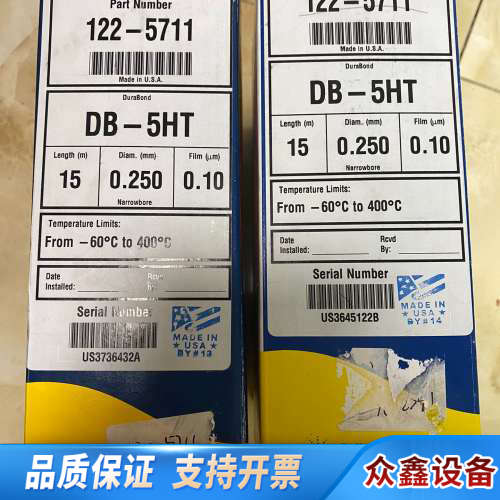 Part Number
122-5711
Made in U.S.A.
DuraBond
DB-5HT
Length (m)
Diam. (mm)
Film (μm)
15
0.250
0.10
Narrowbore
Temperature Limits:
From -60°C to 400°C
Date
Installed:
Rcvd
By:
Serial Number
US3736432A
MADE IN
USA
BY#13
122-5711
Made in U.S.A.
DuraBond
DB-5HT
Length (m)
Diam. (mm)
Film (μm)
15
0.250
0.10
Narrowbore
Temperature Limits:
From -60°C to 400°C
Date
Installed:
Rcvd
By:
Serial Number
US3645122B
MADE IN
USA
BY#14
品质保证 支持开票
众鑫设备